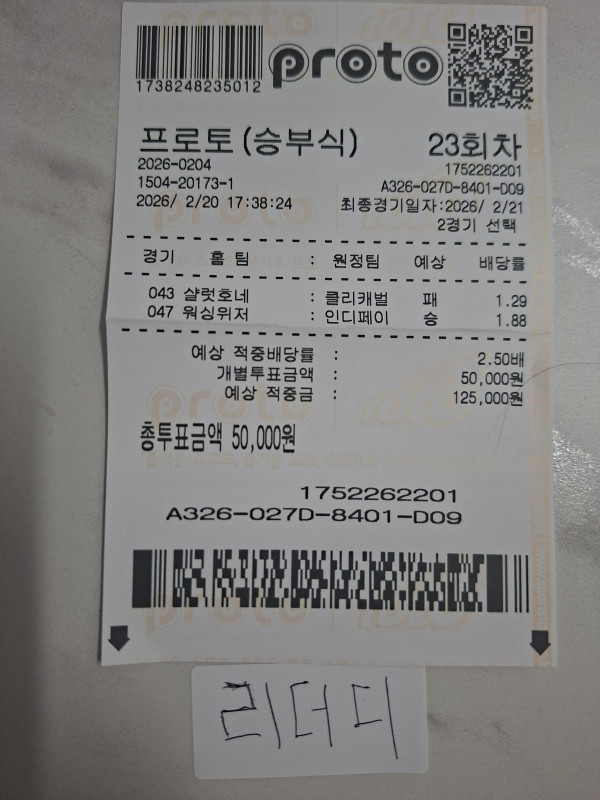 1738248235012
proto
프로토(승부식) 23회차
2026-0204 1752262201
1504-20173-1 A326-027D-8401-D09
2026/ 2/20 17:38:24 최종경기일자:2026/ 2/21
2경기 선택
경기 홈 팀 : 원정팀 예상 배당률
043 샬럿호네 : 클리캐벌 패 1.29
047 워싱위저 : 인디페이 승 1.88
예상 적중배당률 : 2.50배
개별투표금액 : 50,000원
예상 적중금 : 125,000원
총투표금액 50,000원
1752262201
A326-027D-8401-D09
리더디